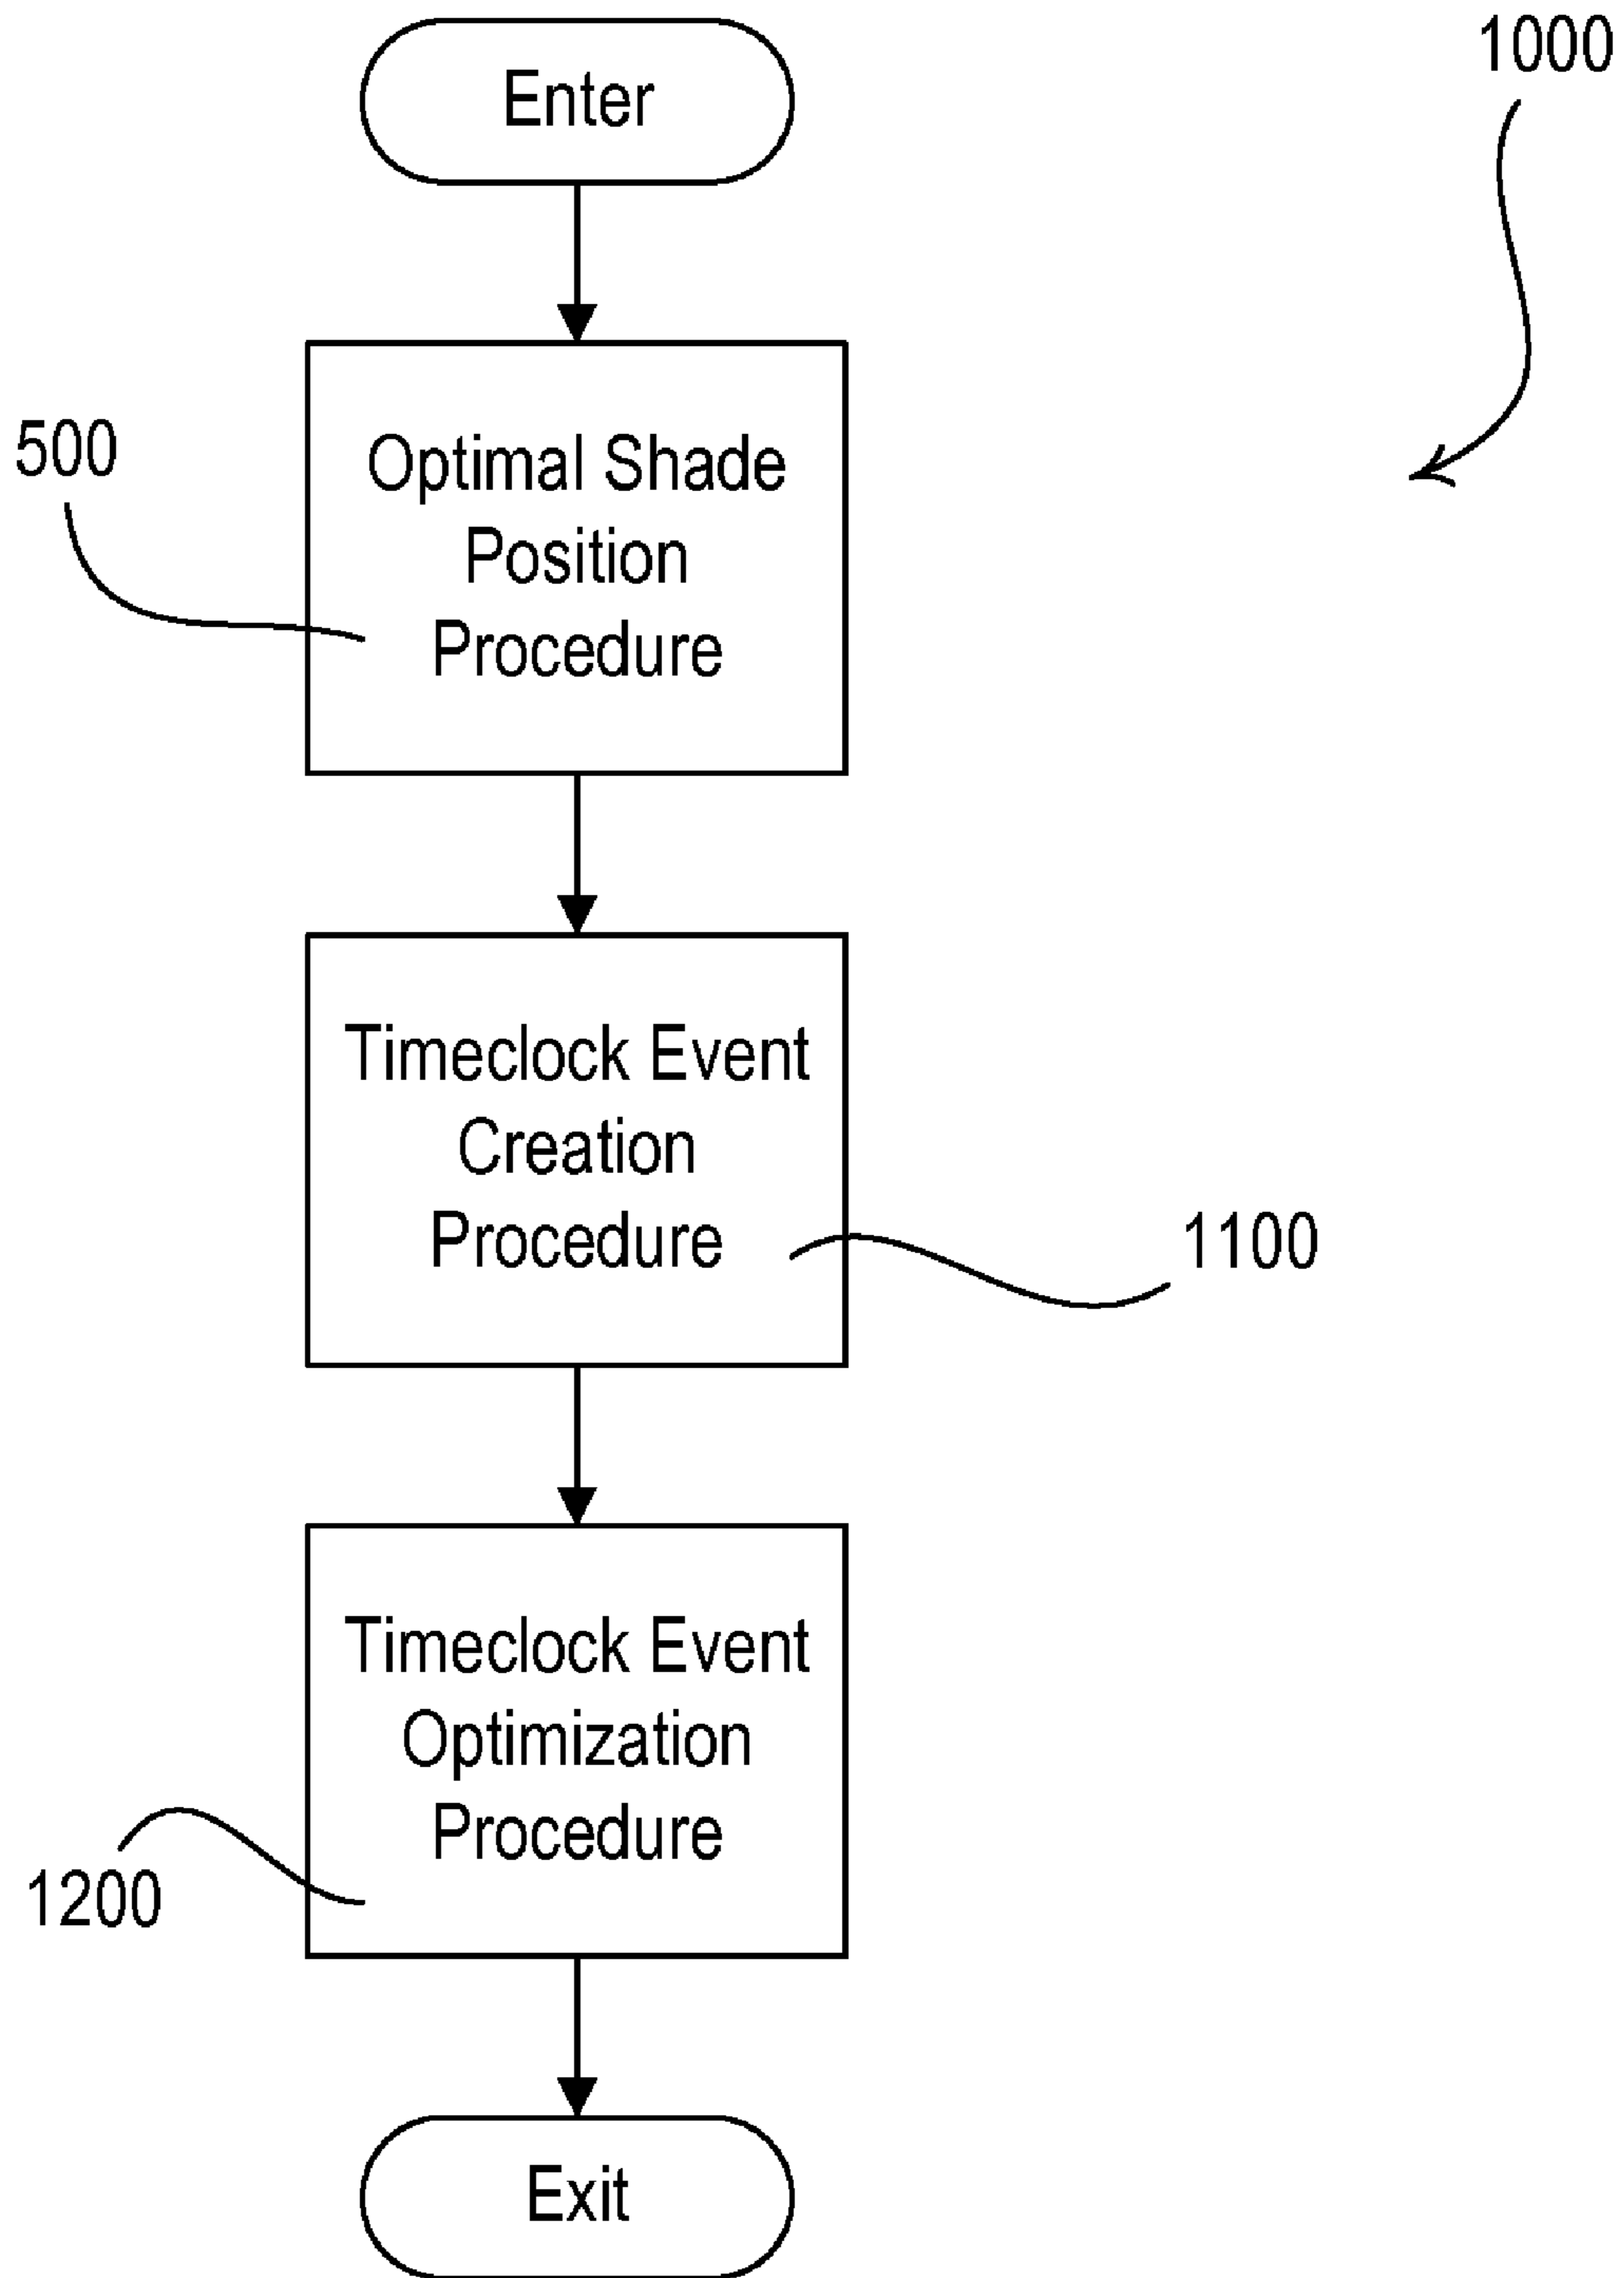 Enter
1000
500
Optimal Shade
Position
Procedure
Timeclock Event
Creation
Procedure
1100
Timeclock Event
Optimization
Procedure
1200
Exit